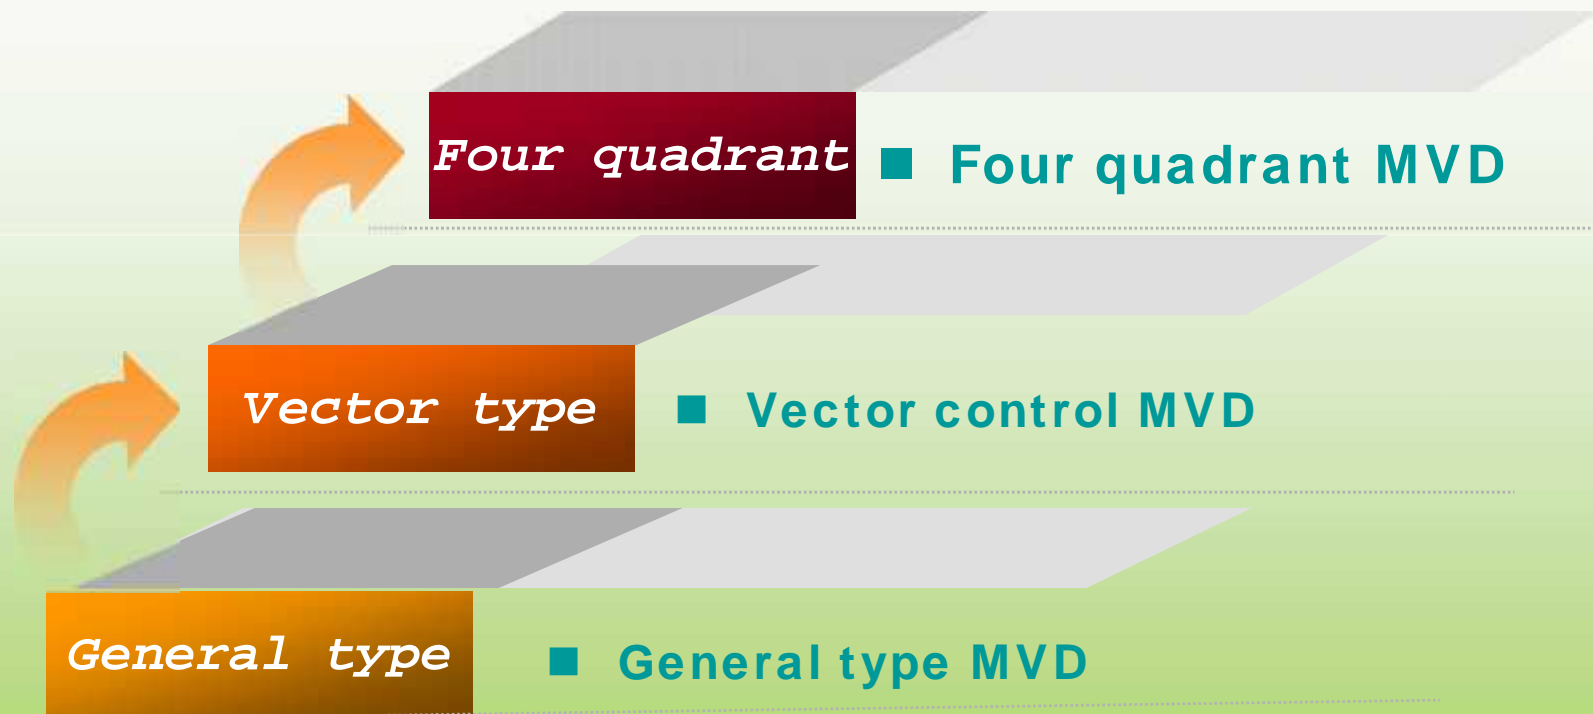 Four quadrant
■ Four quadrant MVD
Vector type
■ Vector control MVD
General type
■ General type MVD